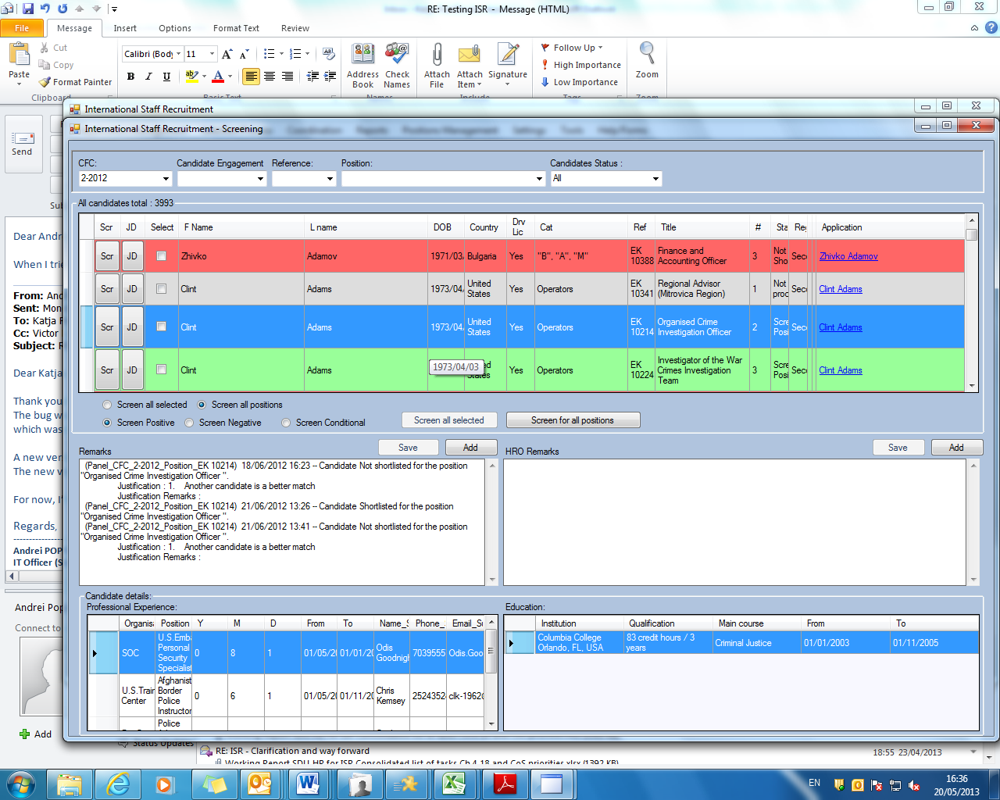 RE: Testing ISR - Message (HTML)
File Message Insert Options Format Text Review
Paste
Cut
Copy
Format Painter
Clipboard
Calibri (Body 11
B I U
Basic Text
Address Book
Check Names
Names
Attach File
Attach Item
Signature
Include
Follow Up
High Importance
Low Importance
Tags
Zoom
Zoom
Send
Dear Andr
When I trie
From: And
Sent: Mon
To: Katja R
Cc: Victor
Subject: R
Dear Katja
Thank you
The bug w
which was
A new ver
The new v
For now, I'
Regards,
Andrei POP
IT Officer (S
Andrei Pop
Connect to
Add
International Staff Recruitment
International Staff Recruitment - Screening
CFC: Candidate Engagement Reference: Position: Candidates Status :
2-2012 All
All candidates total : 3993
Scr JD Select F Name L name DOB Country Drv Lic Cat Ref Title # Sta Reg Application
Scr JD Zhivko Adamov 1971/03/ Bulgaria Yes "B", "A", "M" EK 10388 Finance and Accounting Officer 3 Not Sho Seco Zhivko Adamov
Scr JD Clint Adams 1973/04/ United States Yes Operators EK 10341 Regional Advisor (Mitrovica Region) 1 Not proc Seco Clint Adams
Scr JD Clint Adams 1973/04/ United States Yes Operators EK 10214 Organised Crime Investigation Officer 2 Scre Posi Seco Clint Adams
Scr JD Clint Adams 1973/04/03 ed States Yes Operators EK 10224 Investigator of the War Crimes Investigation Team 3 Scre Posi Seco Clint Adams
Screen all selected Screen all positions
Screen Positive Screen Negative Screen Conditional Screen all selected Screen for all positions
Remarks Save Add HRO Remarks Save Add
(Panel_CFC_2-2012_Position_EK 10214) 18/06/2012 16:23 -- Candidate Not shortlisted for the position
"Organised Crime Investigation Officer ".
Justification : 1. Another candidate is a better match
Justification Remarks :
(Panel_CFC_2-2012_Position_EK 10214) 21/06/2012 13:26 -- Candidate Shortlisted for the position
"Organised Crime Investigation Officer ".
(Panel_CFC_2-2012_Position_EK 10214) 21/06/2012 13:41 -- Candidate Not shortlisted for the position
"Organised Crime Investigation Officer ".
Justification : 1. Another candidate is a better match
Justification Remarks :
Candidate details:
Professional Experience:
Organisa Position Y M D From To Name_S Phone_ Email_Su
SOC U.S.Emba Personal Security Specialist 0 8 1 01/05/20 01/01/20 Odis Goodnigh 7039555 Odis.Goo
U.S.Train Center Afghanist Border Police Instructor 0 6 1 01/05/20 01/11/20 Chris Kemsey 2524352 clk-1962@
Police
Education:
Institution Qualification Main course From To
Columbia College Orlando, FL, USA 83 credit hours / 3 years Criminal Justice 01/01/2003 01/11/2005
Status Updates
RE: ISR - Clarification and way forward 18:55 23/04/2013
Working Report SDU HR for ISR Consolidated list of tasks Ch 4 18 and CoS priorities.xlsx (1392 KB)
EN 16:36
20/05/2013